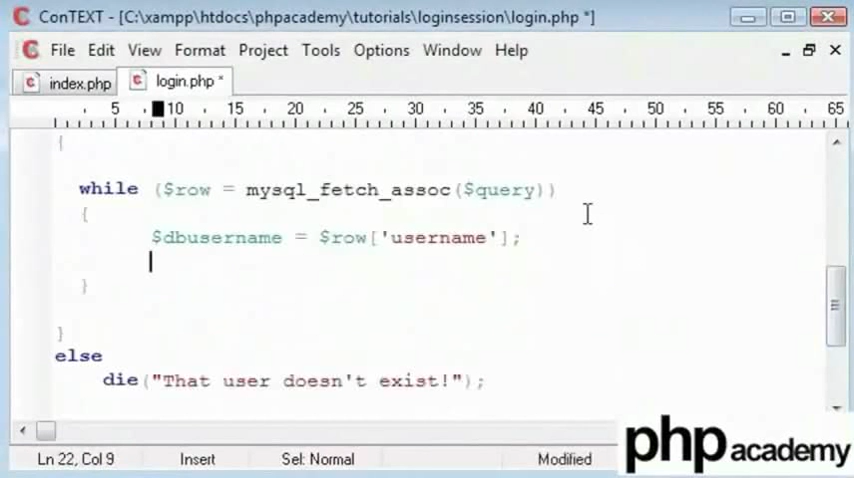 ConTEXT - [C:\xampp\htdocs\phpacademy\tutorials\loginsession\login.php *]
File Edit View Format Project Tools Options Window Help
index.php login.php *
5 10 15 20 25 30 35 40 45 50 55 60 65
{
while ($row = mysql_fetch_assoc($query))
{
$dbusername = $row['username'];
}
}
else
die("That user doesn't exist!");
php academy
Ln 22, Col 9 Insert Sel: Normal Modified